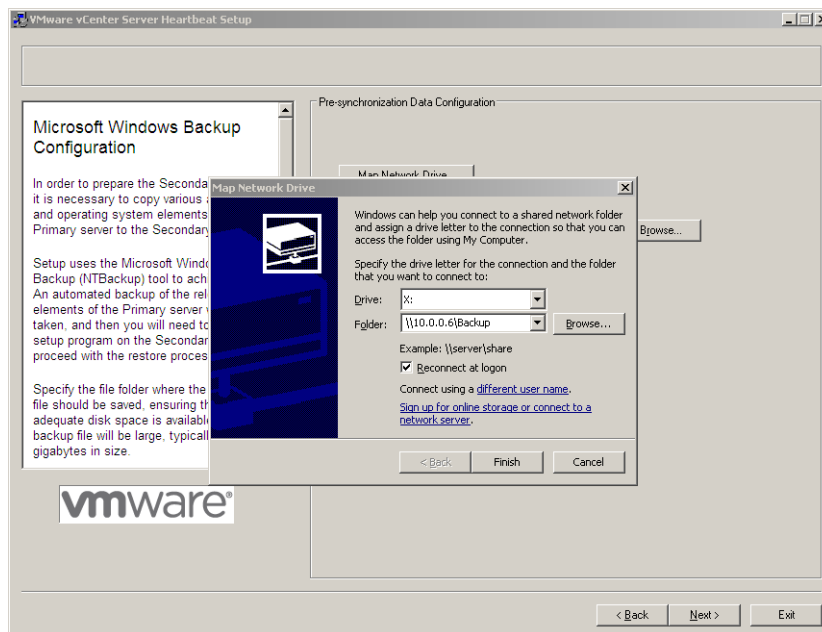 VMware vCenter Server Heartbeat Setup
Microsoft Windows Backup
Configuration
In order to prepare the Seconda
it is necessary to copy various
and operating system elements
Primary server to the Secondary
Setup uses the Microsoft Windo
Backup (NTBackup) tool to ach
An automated backup of the rel
elements of the Primary server
taken, and then you will need to
setup program on the Secondar
proceed with the restore proces
Specify the file folder where the
file should be saved, ensuring th
adequate disk space is available
backup file will be large, typicall
gigabytes in size.
vmware®
Pre-synchronization Data Configuration
Map Network Drive
Browse...
Map Network Drive
Windows can help you connect to a shared network folder
and assign a drive letter to the connection so that you can
access the folder using My Computer.
Specify the drive letter for the connection and the folder
that you want to connect to:
Drive: X:
Folder: \\10.0.0.6\Backup Browse...
Example: \\server\share
Reconnect at logon
Connect using a different user name.
Sign up for online storage or connect to a
network server.
< Back Finish Cancel
< Back Next > Exit